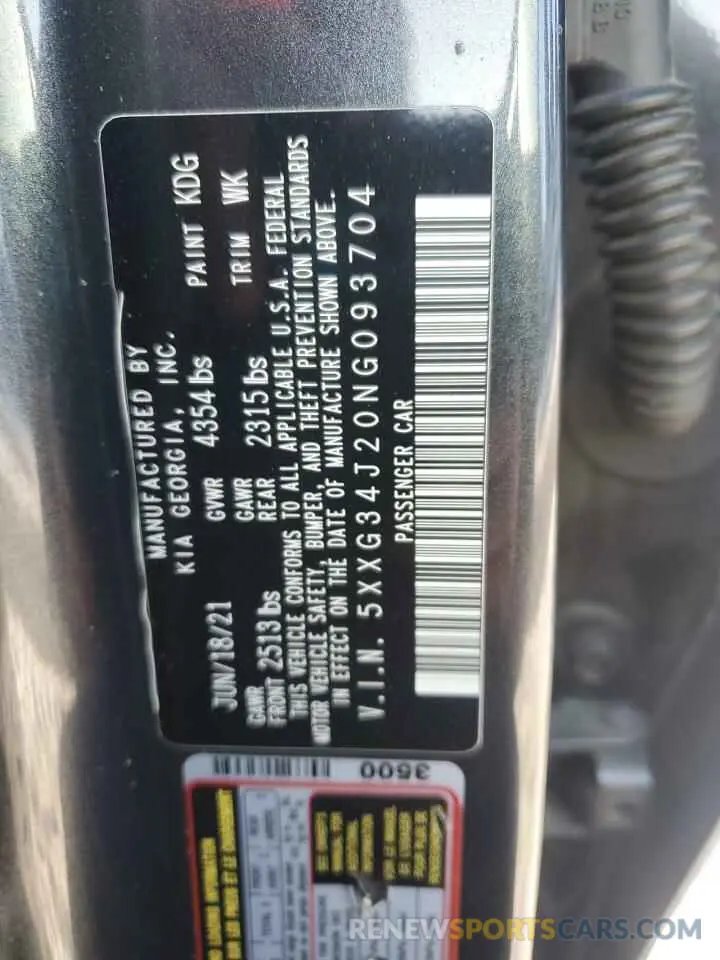 MANUFACTURED BY
KIA GEORGIA, INC.
JUN/18/21 GVWR 4354 lbs PAINT KDG
GAWR FRONT 2513 lbs GAWR REAR 2315 lbs TRIM WK
THIS VEHICLE CONFORMS TO ALL APPLICABLE U.S.A. FEDERAL
MOTOR VEHICLE SAFETY, BUMPER, AND THEFT PREVENTION STANDARDS
IN EFFECT ON THE DATE OF MANUFACTURE SHOWN ABOVE.
V.I.N. 5XXG34J20NG093704
PASSENGER CAR
3500
RENEWSPORTSCARS.COM